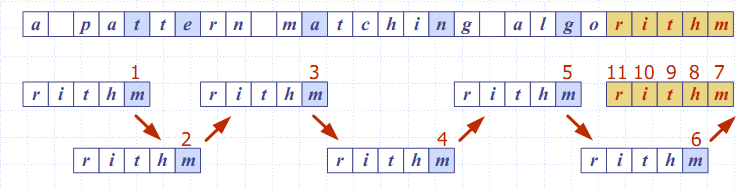 a pattern matching algorithm
1 3 5 11 10 9 8 7
rithm rithm rithm rithm
2 4 6
rithm rithm rithm